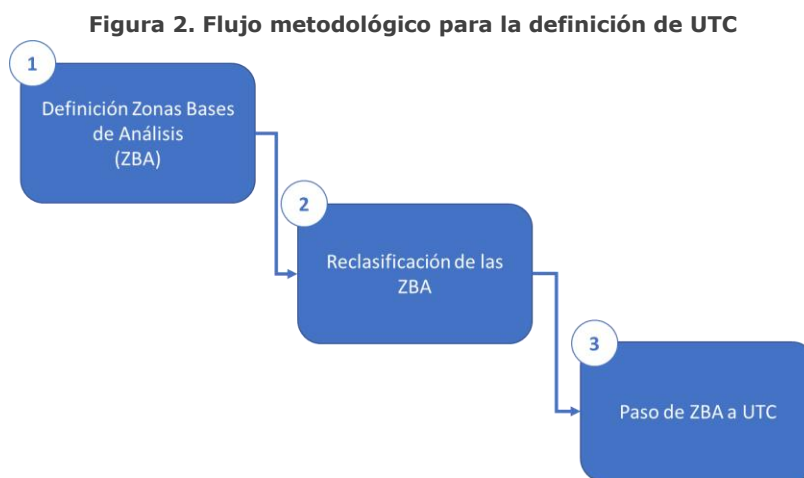 Figura 2. Flujo metodológico para la definición de UTC
1
Definición Zonas Bases
de Análisis
(ZBA)
2
Reclasificación de las
ZBA
3
Paso de ZBA a UTC